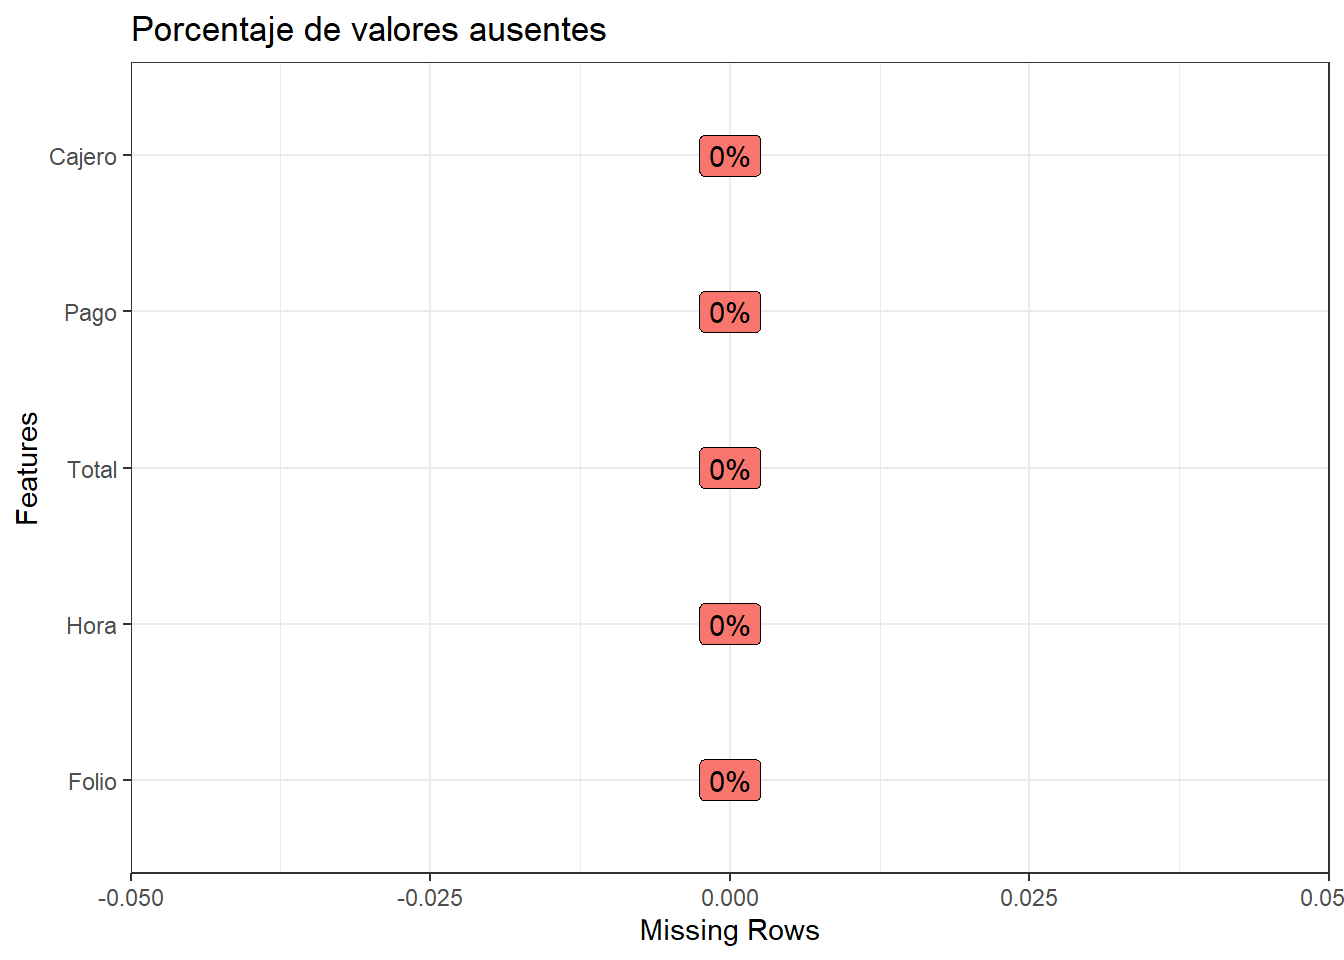 Porcentaje de valores ausentes
Features
Cajero 0%
Pago 0%
Total 0%
Hora 0%
Folio 0%
-0.050 -0.025 0.000 0.025 0.05
Missing Rows